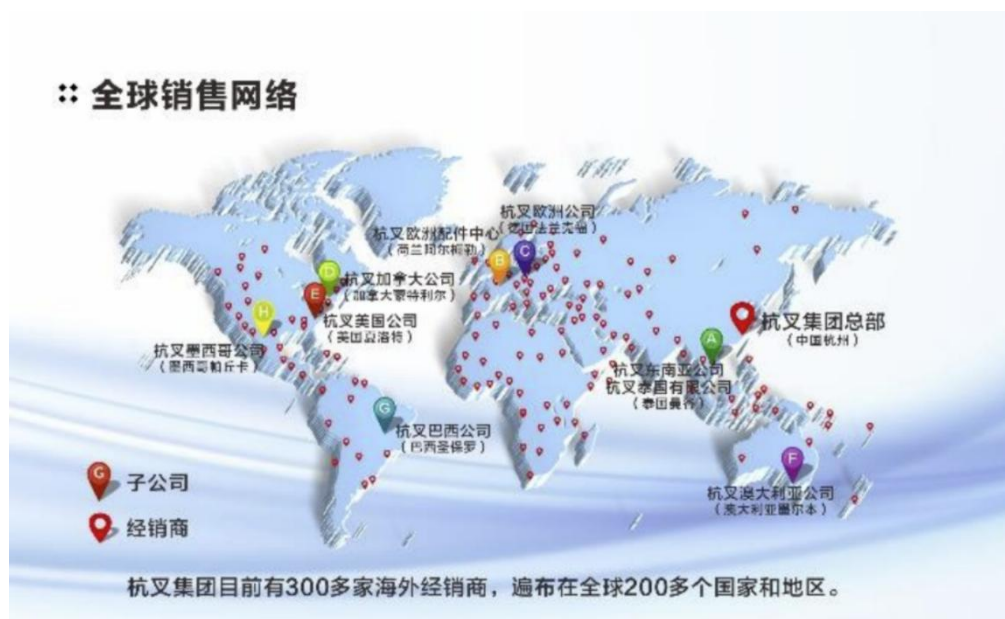 全球销售网络
杭叉欧洲公司
（德国法兰克福）
杭叉欧洲配件中心
（荷兰阿尔梅勒）
C
B
D
杭叉加拿大公司
（加拿大蒙特利尔）
E
杭叉美国公司
（美国夏洛特）
H
杭叉墨西哥公司
（墨西哥帕丘卡）
杭叉集团总部
（中国杭州）
A
杭叉东南亚公司
杭叉泰国有限公司
（泰国曼谷）
G
杭叉巴西公司
（巴西圣保罗）
F
杭叉澳大利亚公司
（澳大利亚墨尔本）
G
子公司
经销商
杭叉集团目前有300多家海外经销商，遍布在全球200多个国家和地区。